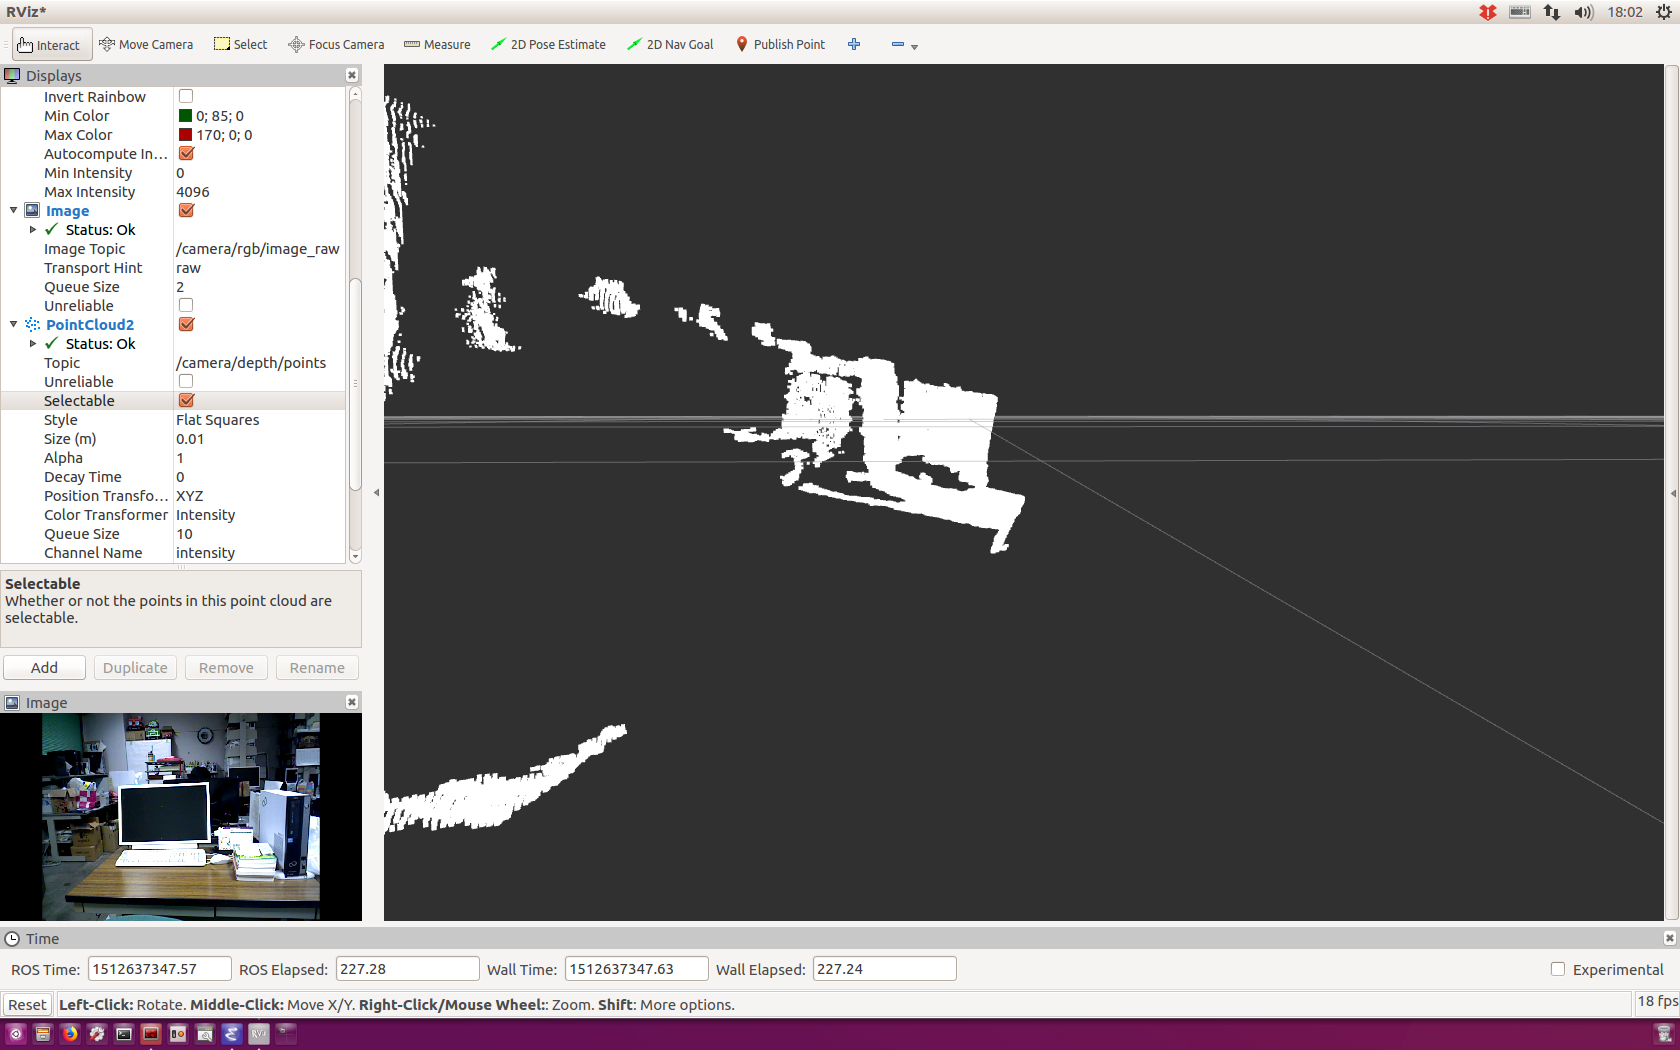 RViz*
18:02
Interact
Move Camera
Select
Focus Camera
Measure
2D Pose Estimate
2D Nav Goal
Publish Point
Displays
Invert Rainbow
Min Color 0; 85; 0
Max Color 170; 0; 0
Autocompute In...
Min Intensity 0
Max Intensity 4096
Image
Status: Ok
Image Topic /camera/rgb/image_raw
Transport Hint raw
Queue Size 2
Unreliable
PointCloud2
Status: Ok
Topic /camera/depth/points
Unreliable
Selectable
Style Flat Squares
Size (m) 0.01
Alpha 1
Decay Time 0
Position Transfo... XYZ
Color Transformer Intensity
Queue Size 10
Channel Name intensity
Selectable
Whether or not the points in this point cloud are
selectable.
Add
Duplicate
Remove
Rename
Image
Time
ROS Time: 1512637347.57
ROS Elapsed: 227.28
Wall Time: 1512637347.63
Wall Elapsed: 227.24
Experimental
Reset
Left-Click: Rotate. Middle-Click: Move X/Y. Right-Click/Mouse Wheel:: Zoom. Shift: More options.
18 fps